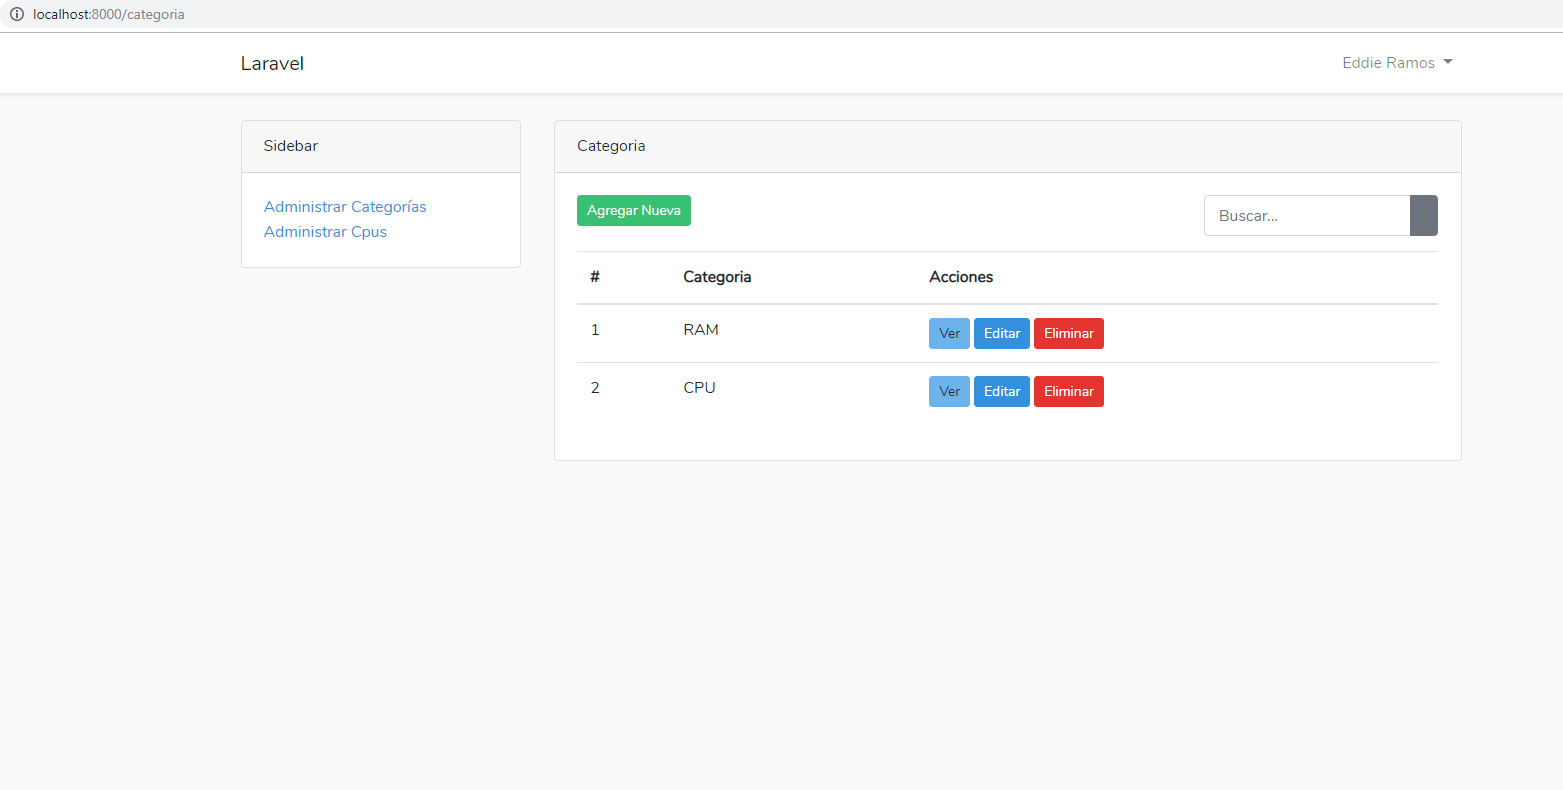 localhost:8000/categoria
Laravel
Eddie Ramos
Sidebar
Administrar Categorías
Administrar Cpus
Categoria
Agregar Nueva
Buscar...
# Categoria Acciones
1 RAM Ver Editar Eliminar
2 CPU Ver Editar Eliminar